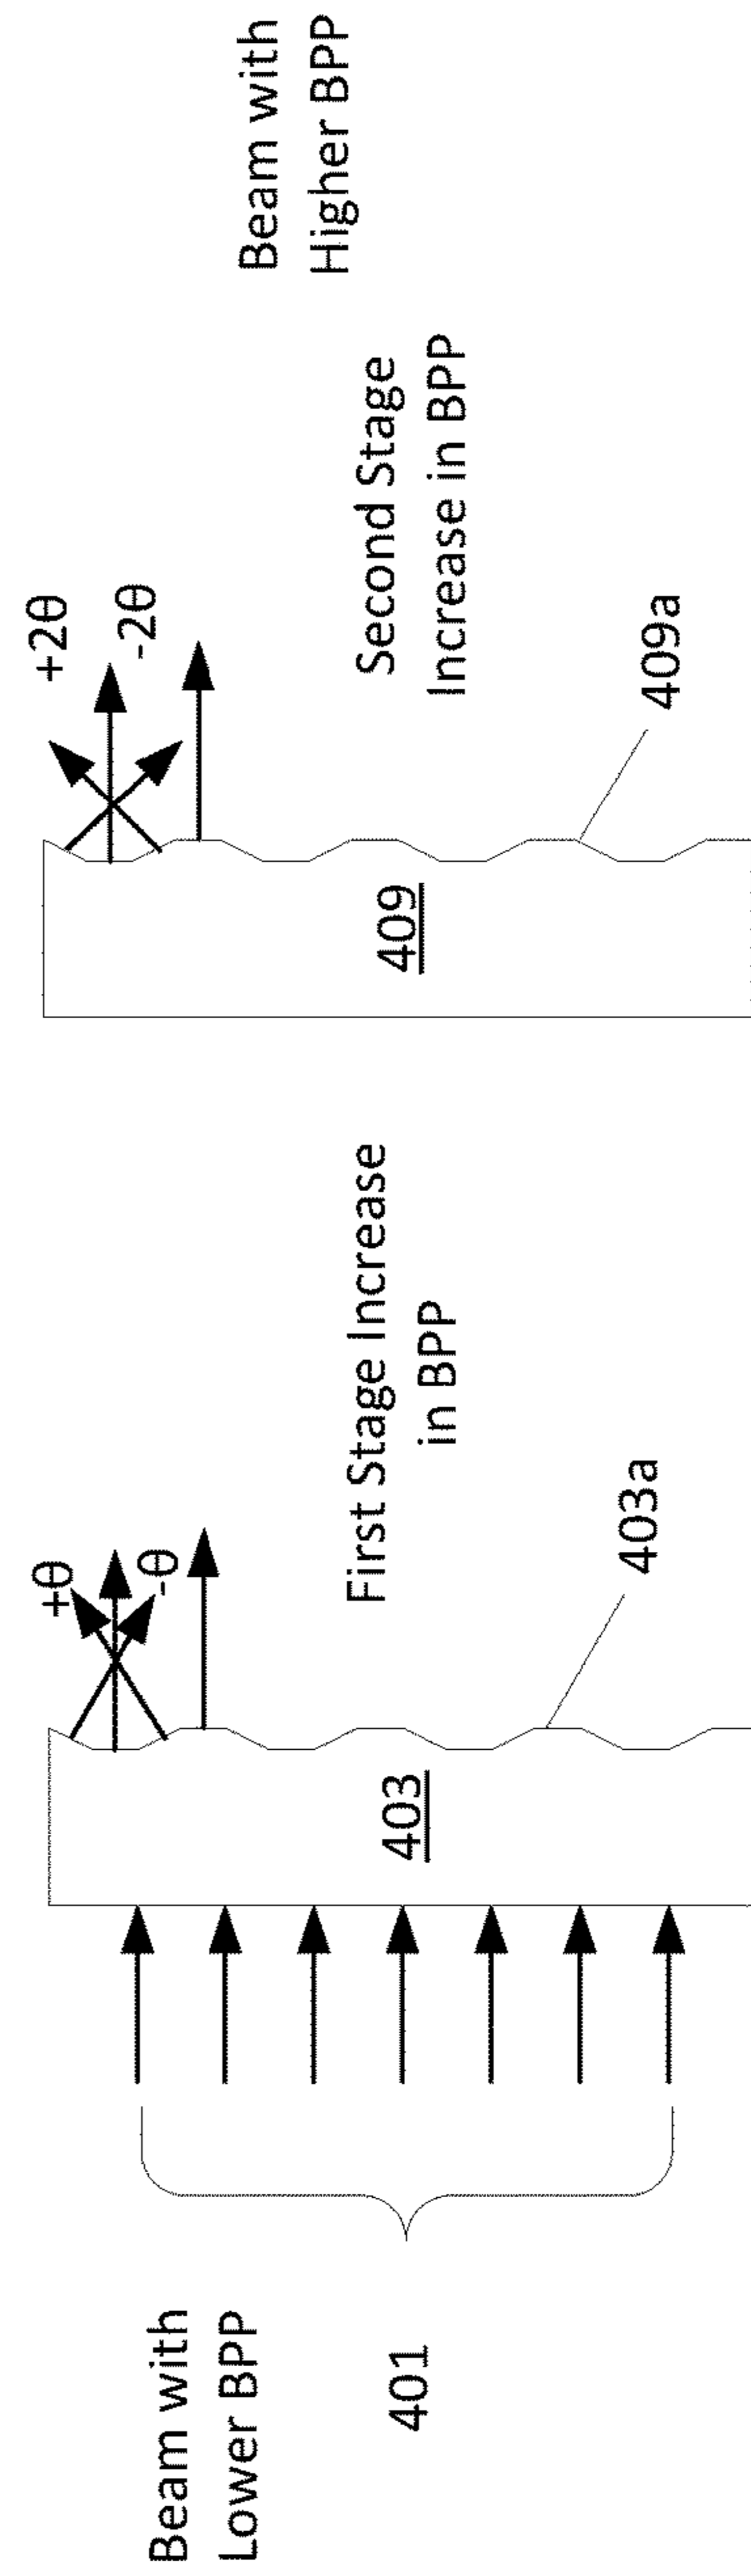 Beam with
Lower BPP
401
403
+θ
-θ
First Stage Increase
in BPP
403a
409
+2θ
-2θ
Second Stage
Increase in BPP
409a
Beam with
Higher BPP